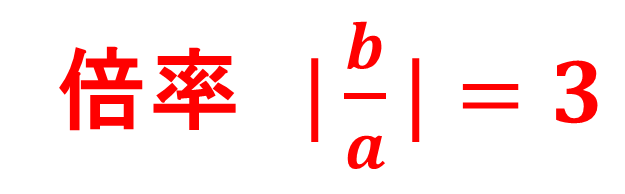 倍率 |b/a| = 3